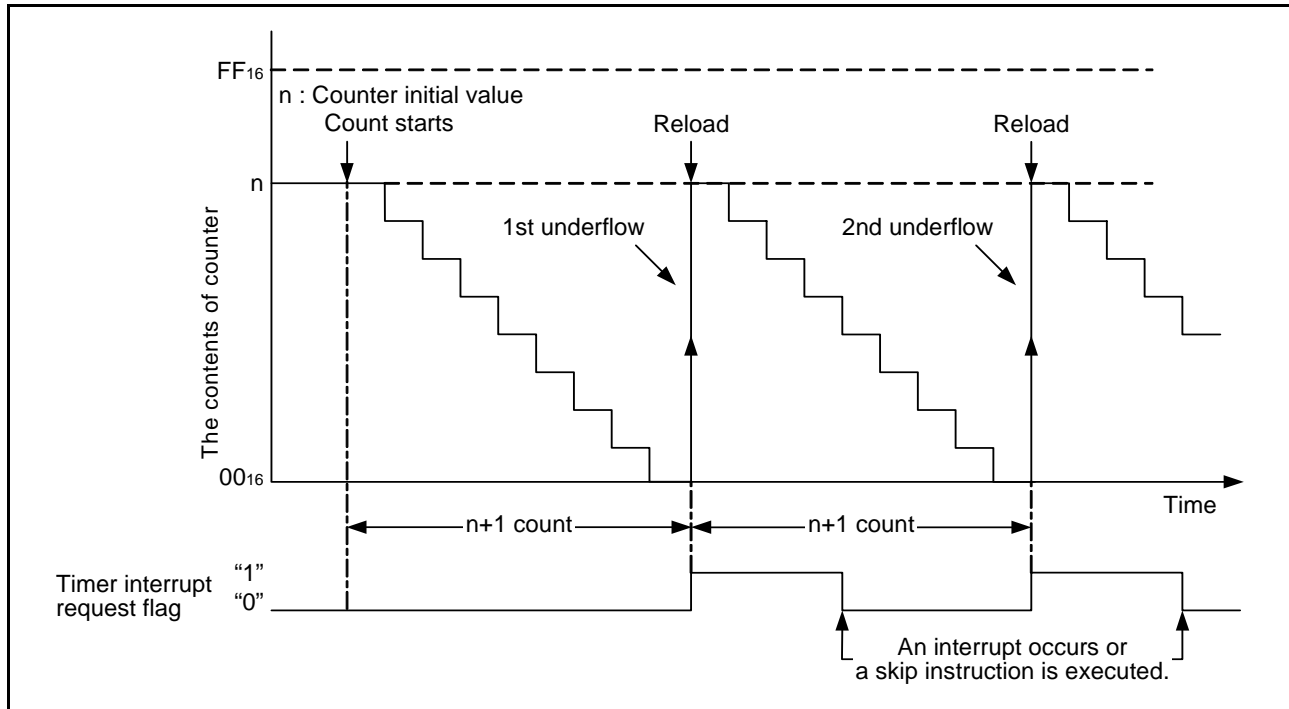 FF16
n : Counter initial value
Count starts
Reload
Reload
n
1st underflow
2nd underflow
The contents of counter
0016
Time
n+1 count
n+1 count
Timer interrupt
request flag
“1”
“0”
An interrupt occurs or
a skip instruction is executed.